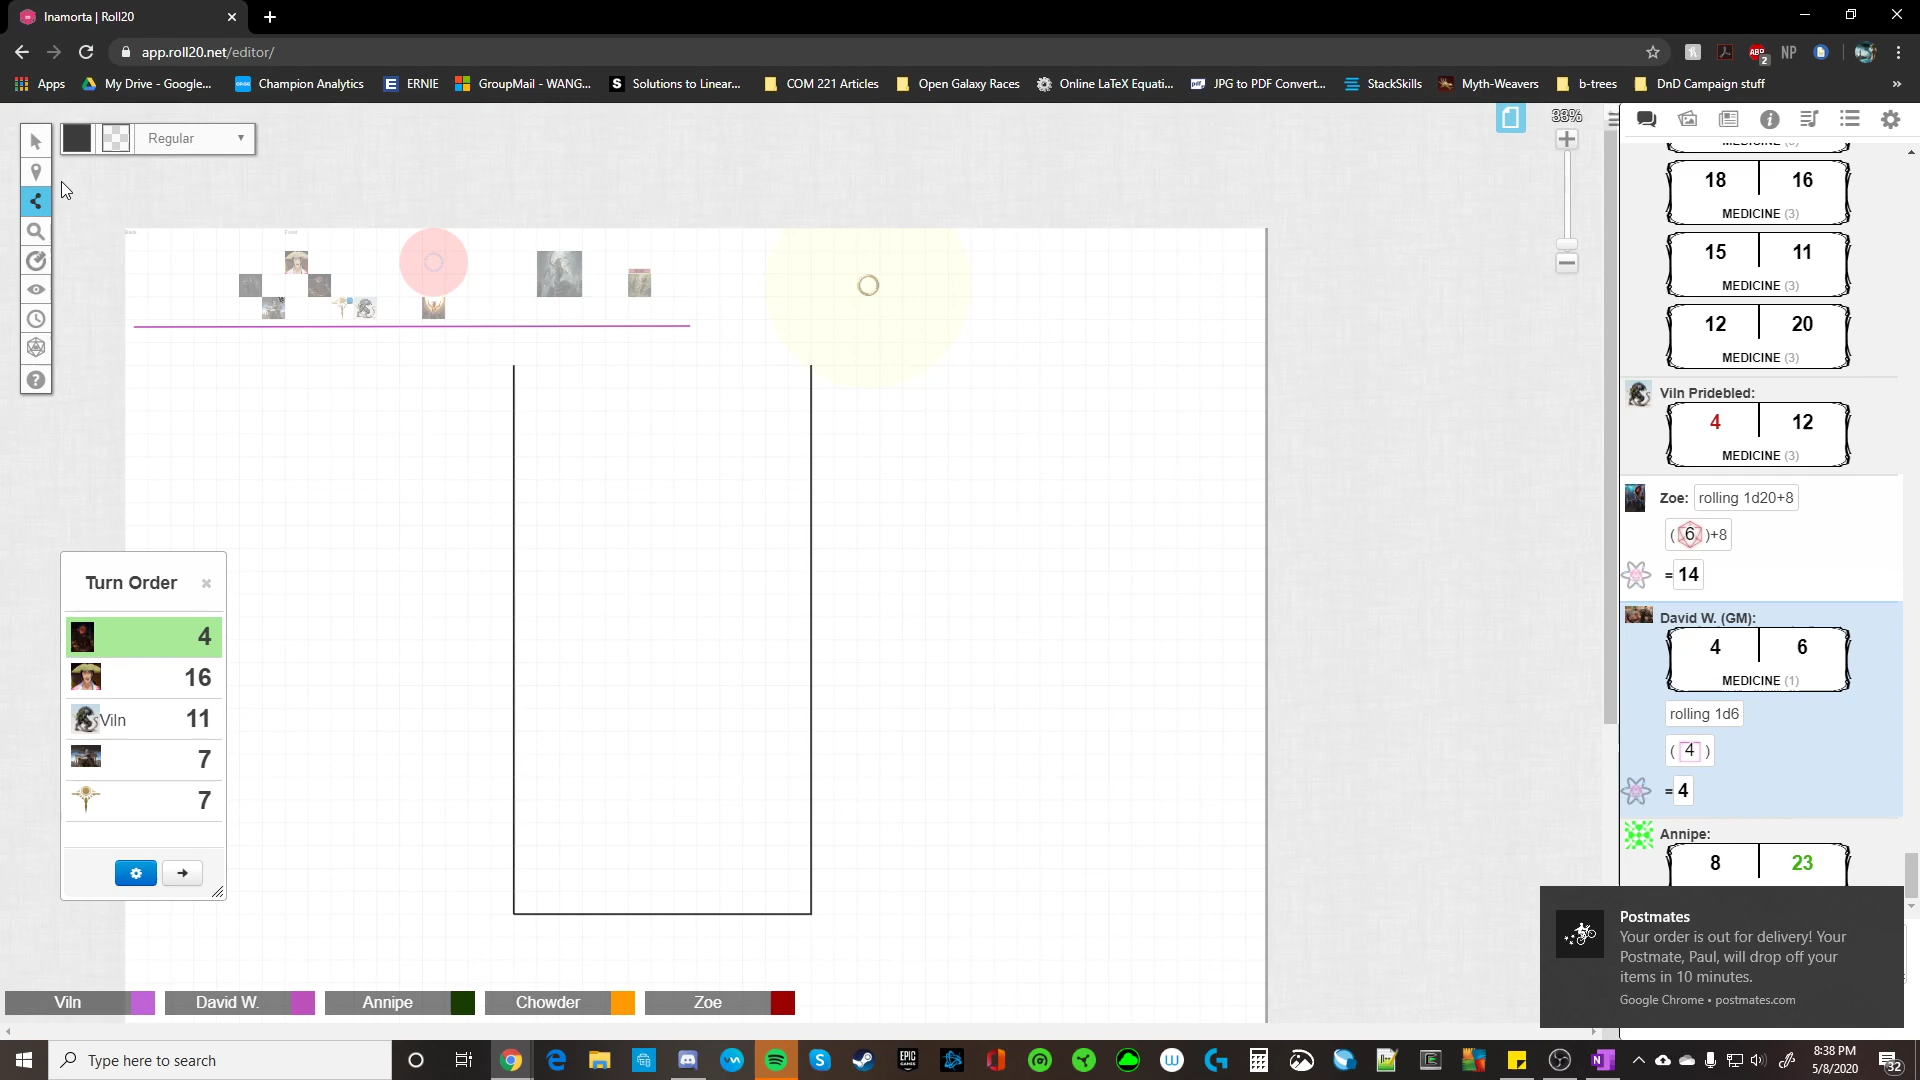 Inamorta | Roll20
app.roll20.net/editor/
ABP
2
NP
Apps
My Drive - Google...
Champion Analytics
ERNIE
GroupMail - WANG...
Solutions to Linear...
COM 221 Articles
Open Galaxy Races
Online LaTeX Equati...
JPG to PDF Convert...
StackSkills
Myth-Weavers
b-trees
DnD Campaign stuff
Regular
33%
Back
Front
Turn Order
4
16
Viln 11
7
7
18 16
MEDICINE (3)
15 11
MEDICINE (3)
12 20
MEDICINE (3)
Viln Pridebled:
4 12
MEDICINE (3)
Zoe: rolling 1d20+8
(6)+8
=14
David W. (GM):
4 6
MEDICINE (1)
rolling 1d6
(4)
=4
Annipe:
8 23
Postmates
Your order is out for delivery! Your
Postmate, Paul, will drop off your
items in 10 minutes.
Google Chrome • postmates.com
Viln
David W.
Annipe
Chowder
Zoe
Type here to search
8:38 PM
5/8/2020
32